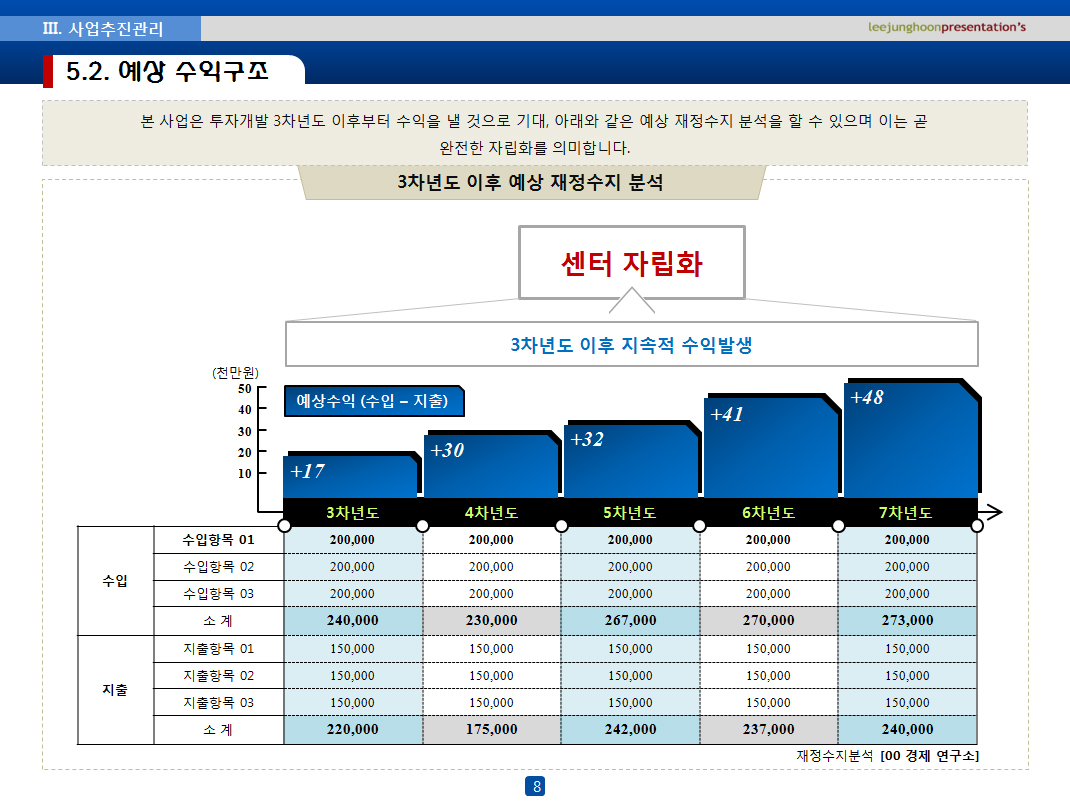 III. 사업추진관리
leejunghoonpresentation's
5.2. 예상 수익구조
본 사업은 투자개발 3차년도 이후부터 수익을 낼 것으로 기대, 아래와 같은 예상 재정수지 분석을 할 수 있으며 이는 곧
완전한 자립화를 의미합니다.
3차년도 이후 예상 재정수지 분석
센터 자립화
3차년도 이후 지속적 수익발생
(천만원)
50
40
30
20
10
예상수익 (수입 – 지출)
+17
+30
+32
+41
+48
3차년도 4차년도 5차년도 6차년도 7차년도
수입
수입항목 01 200,000 200,000 200,000 200,000 200,000
수입항목 02 200,000 200,000 200,000 200,000 200,000
수입항목 03 200,000 200,000 200,000 200,000 200,000
소 계 240,000 230,000 267,000 270,000 273,000
지출
지출항목 01 150,000 150,000 150,000 150,000 150,000
지출항목 02 150,000 150,000 150,000 150,000 150,000
지출항목 03 150,000 150,000 150,000 150,000 150,000
소 계 220,000 175,000 242,000 237,000 240,000
재정수지분석 [00 경제 연구소]
8